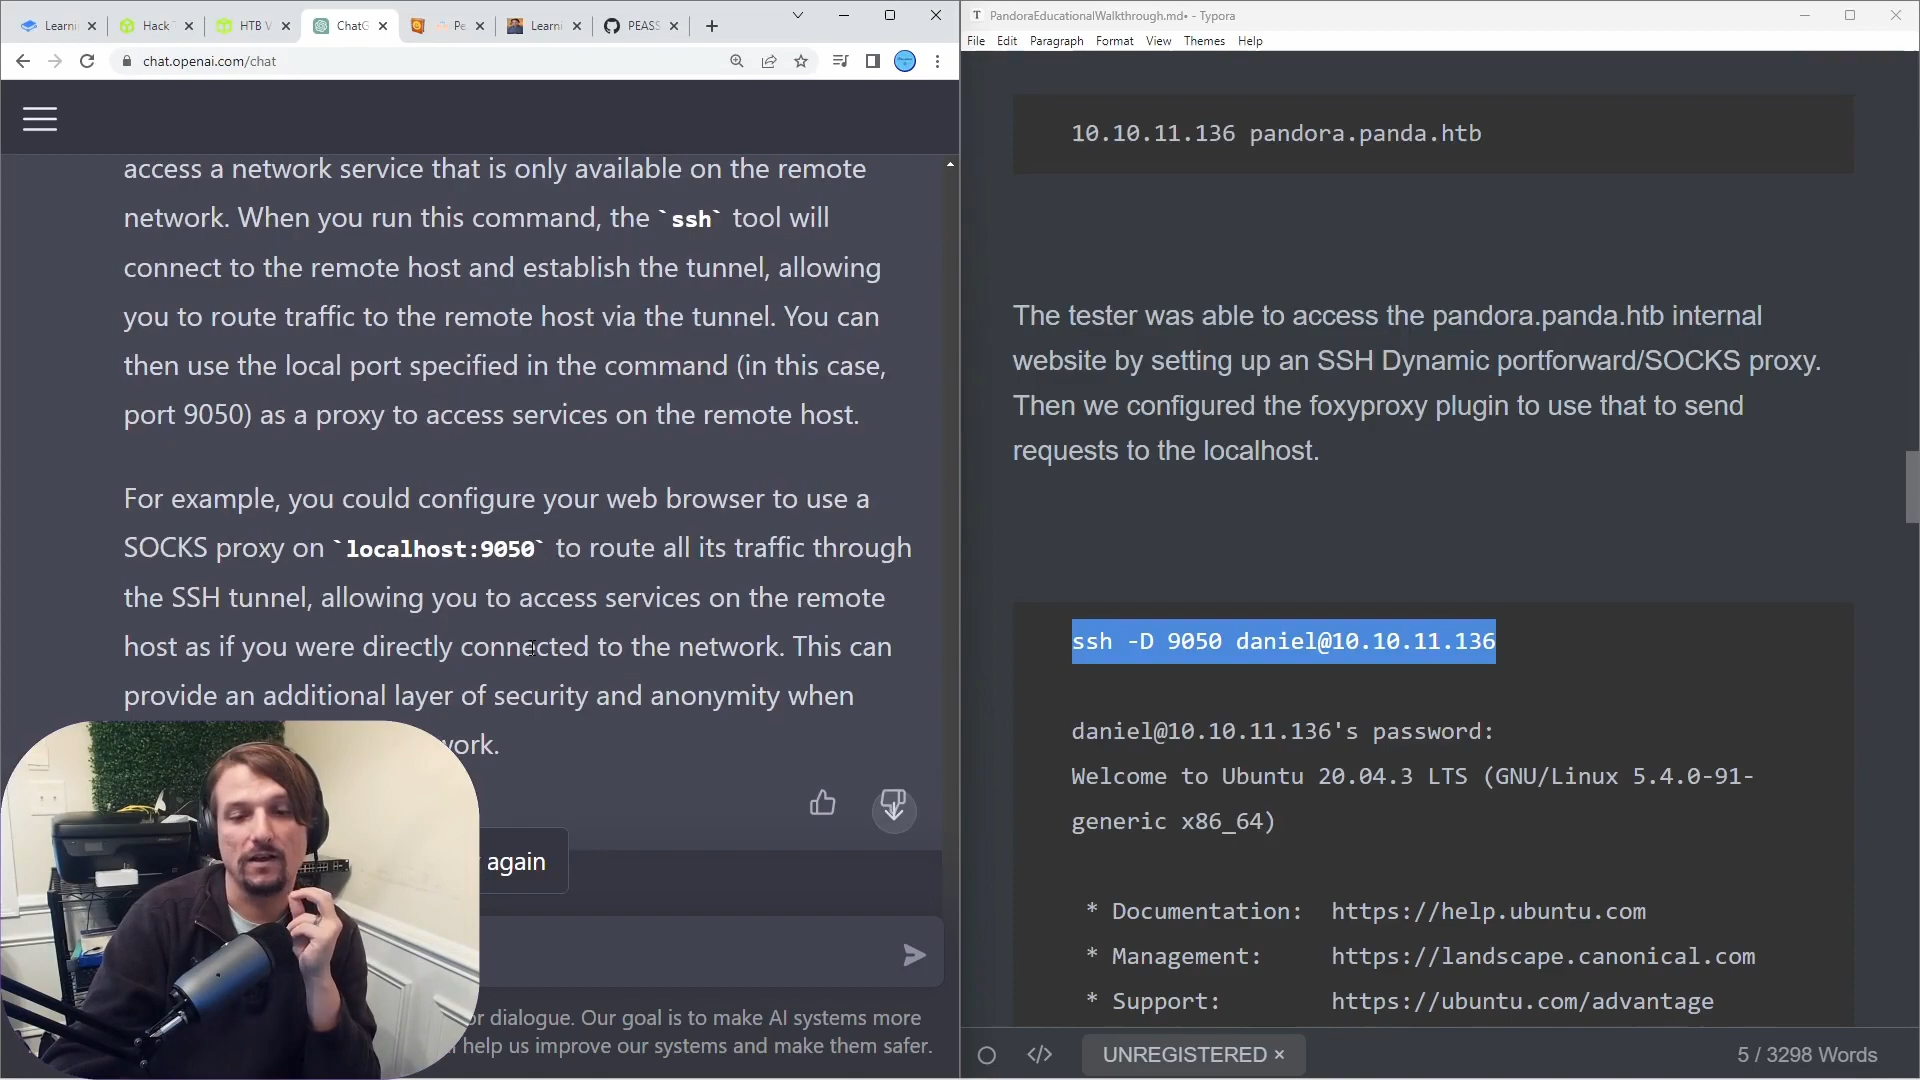 Learni
Hack
HTB V
ChatG
Pe
Learni
PEASS
chat.openai.com/chat
access a network service that is only available on the remote
network. When you run this command, the `ssh` tool will
connect to the remote host and establish the tunnel, allowing
you to route traffic to the remote host via the tunnel. You can
then use the local port specified in the command (in this case,
port 9050) as a proxy to access services on the remote host.
For example, you could configure your web browser to use a
SOCKS proxy on `localhost:9050` to route all its traffic through
the SSH tunnel, allowing you to access services on the remote
host as if you were directly connected to the network. This can
provide an additional layer of security and anonymity when
work.
again
or dialogue. Our goal is to make AI systems more
help us improve our systems and make them safer.
T PandoraEducationalWalkthrough.md• - Typora
File Edit Paragraph Format View Themes Help
10.10.11.136 pandora.panda.htb
The tester was able to access the pandora.panda.htb internal
website by setting up an SSH Dynamic portforward/SOCKS proxy.
Then we configured the foxyproxy plugin to use that to send
requests to the localhost.
ssh -D 9050 daniel@10.10.11.136
daniel@10.10.11.136's password:
Welcome to Ubuntu 20.04.3 LTS (GNU/Linux 5.4.0-91-
generic x86_64)
* Documentation: https://help.ubuntu.com
* Management: https://landscape.canonical.com
* Support: https://ubuntu.com/advantage
</> UNREGISTERED × 5 / 3298 Words